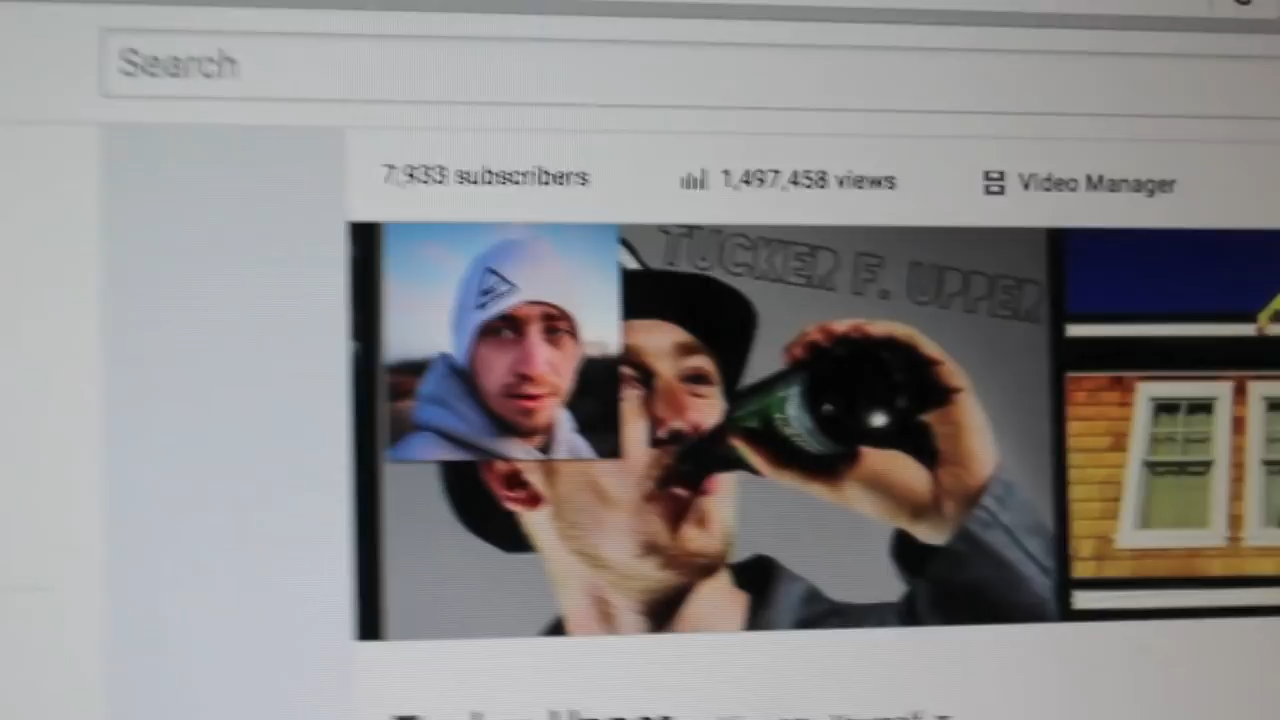 Search
7,933 subscribers
1,497,458 views
Video Manager
TUCKER F. UPPER